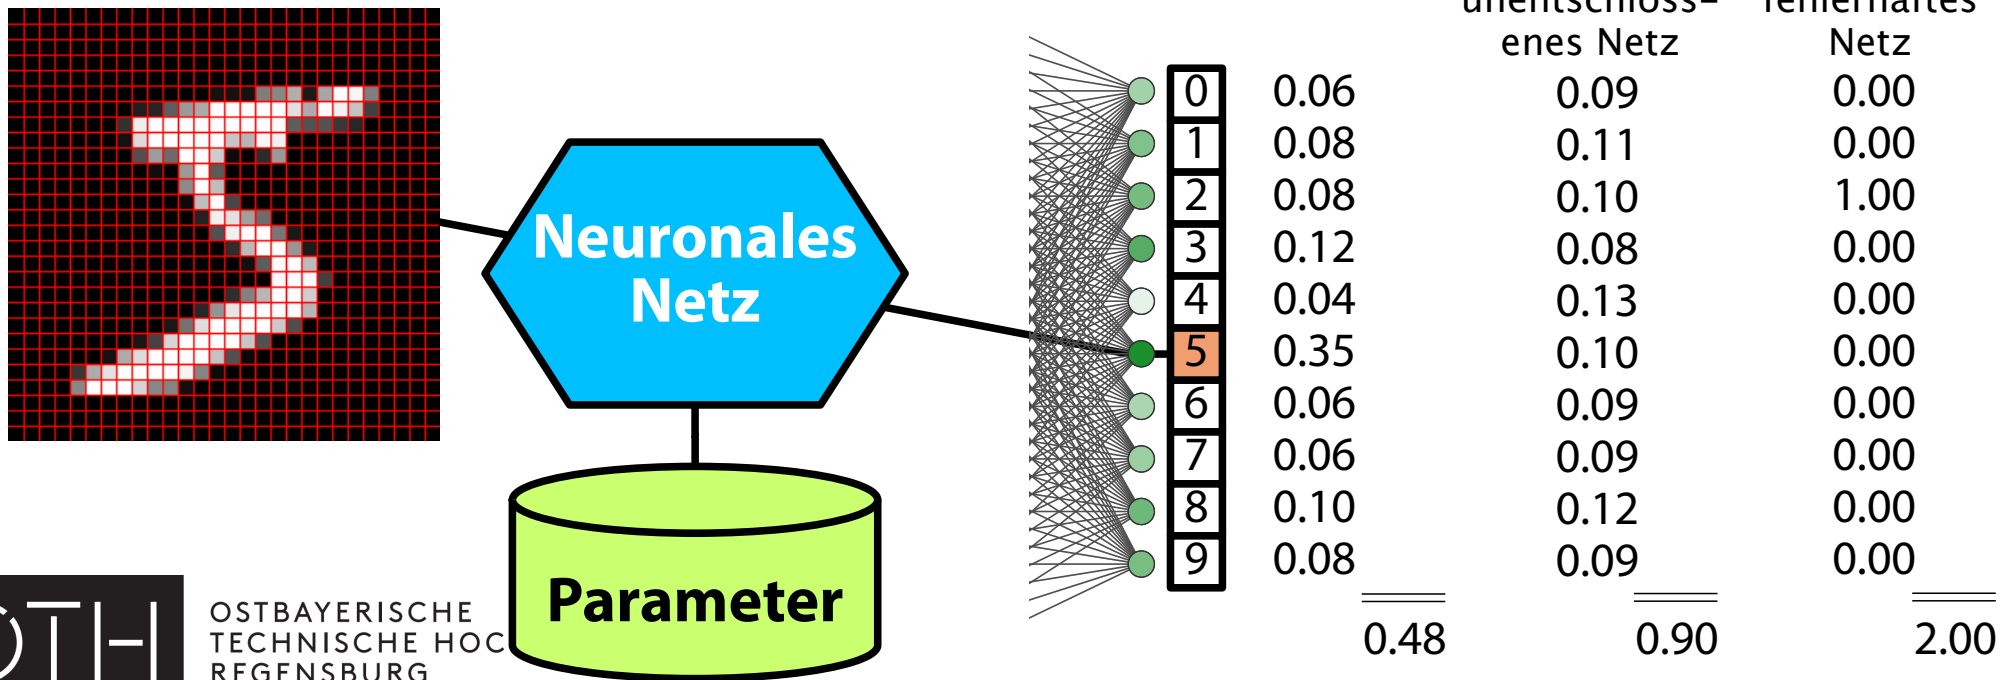 unentschloss-
enes Netz
fehlerhaftes
Netz
0 0.06 0.09 0.00
1 0.08 0.11 0.00
2 0.08 0.10 1.00
3 0.12 0.08 0.00
4 0.04 0.13 0.00
5 0.35 0.10 0.00
6 0.06 0.09 0.00
7 0.06 0.09 0.00
8 0.10 0.12 0.00
9 0.08 0.09 0.00
0.48 0.90 2.00
Neuronales
Netz
Parameter
OTH
OSTBAYERISCHE
TECHNISCHE HOC
REGENSBURG